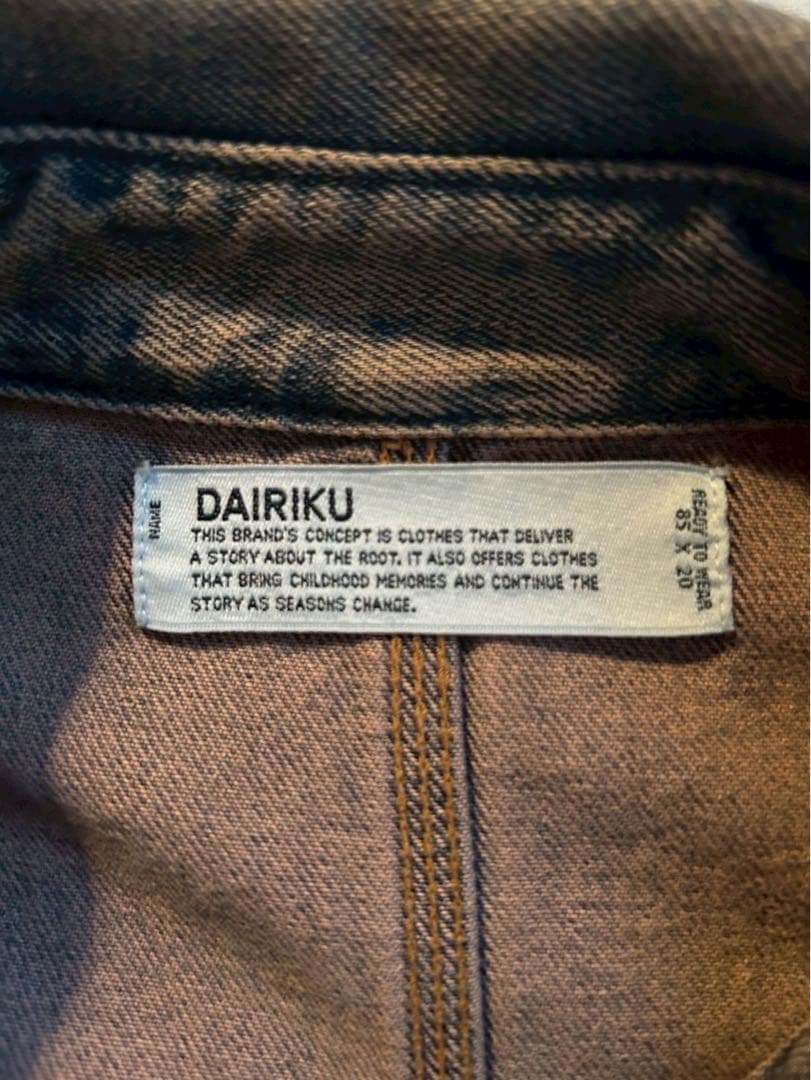 NAME
DAIRIKU
THIS BRAND'S CONCEPT IS CLOTHES THAT DELIVER
A STORY ABOUT THE ROOT. IT ALSO OFFERS CLOTHES
THAT BRING CHILDHOOD MEMORIES AND CONTINUE THE
STORY AS SEASONS CHANGE.
READY TO WEAR
85 X 20